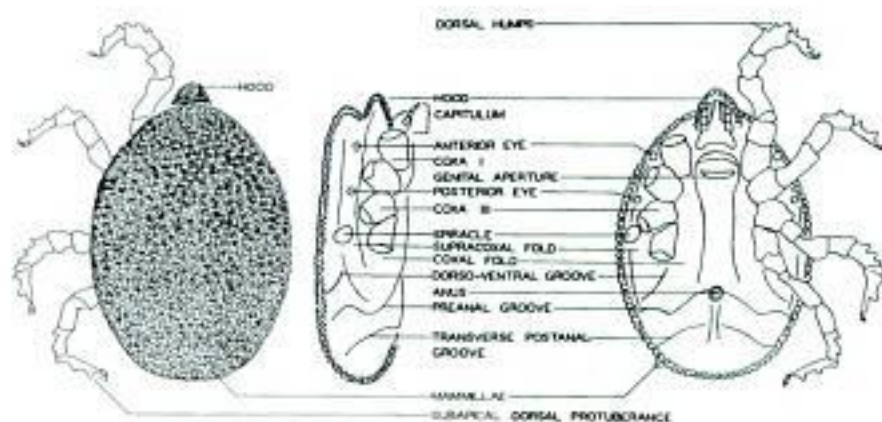 DORSAL HUMPS
HOOD
HOOD
CAPITULUM
ANTERIOR EYE
COXA I
GENITAL APERTURE
POSTERIOR EYE
COXA III
SPIRACLE
SUPRACOXAL FOLD
COXAL FOLD
DORSO-VENTRAL GROOVE
ANUS
PREANAL GROOVE
TRANSVERSE POSTANAL
GROOVE
MAMMILLAE
SUBAPICAL DORSAL PROTUBERANCE